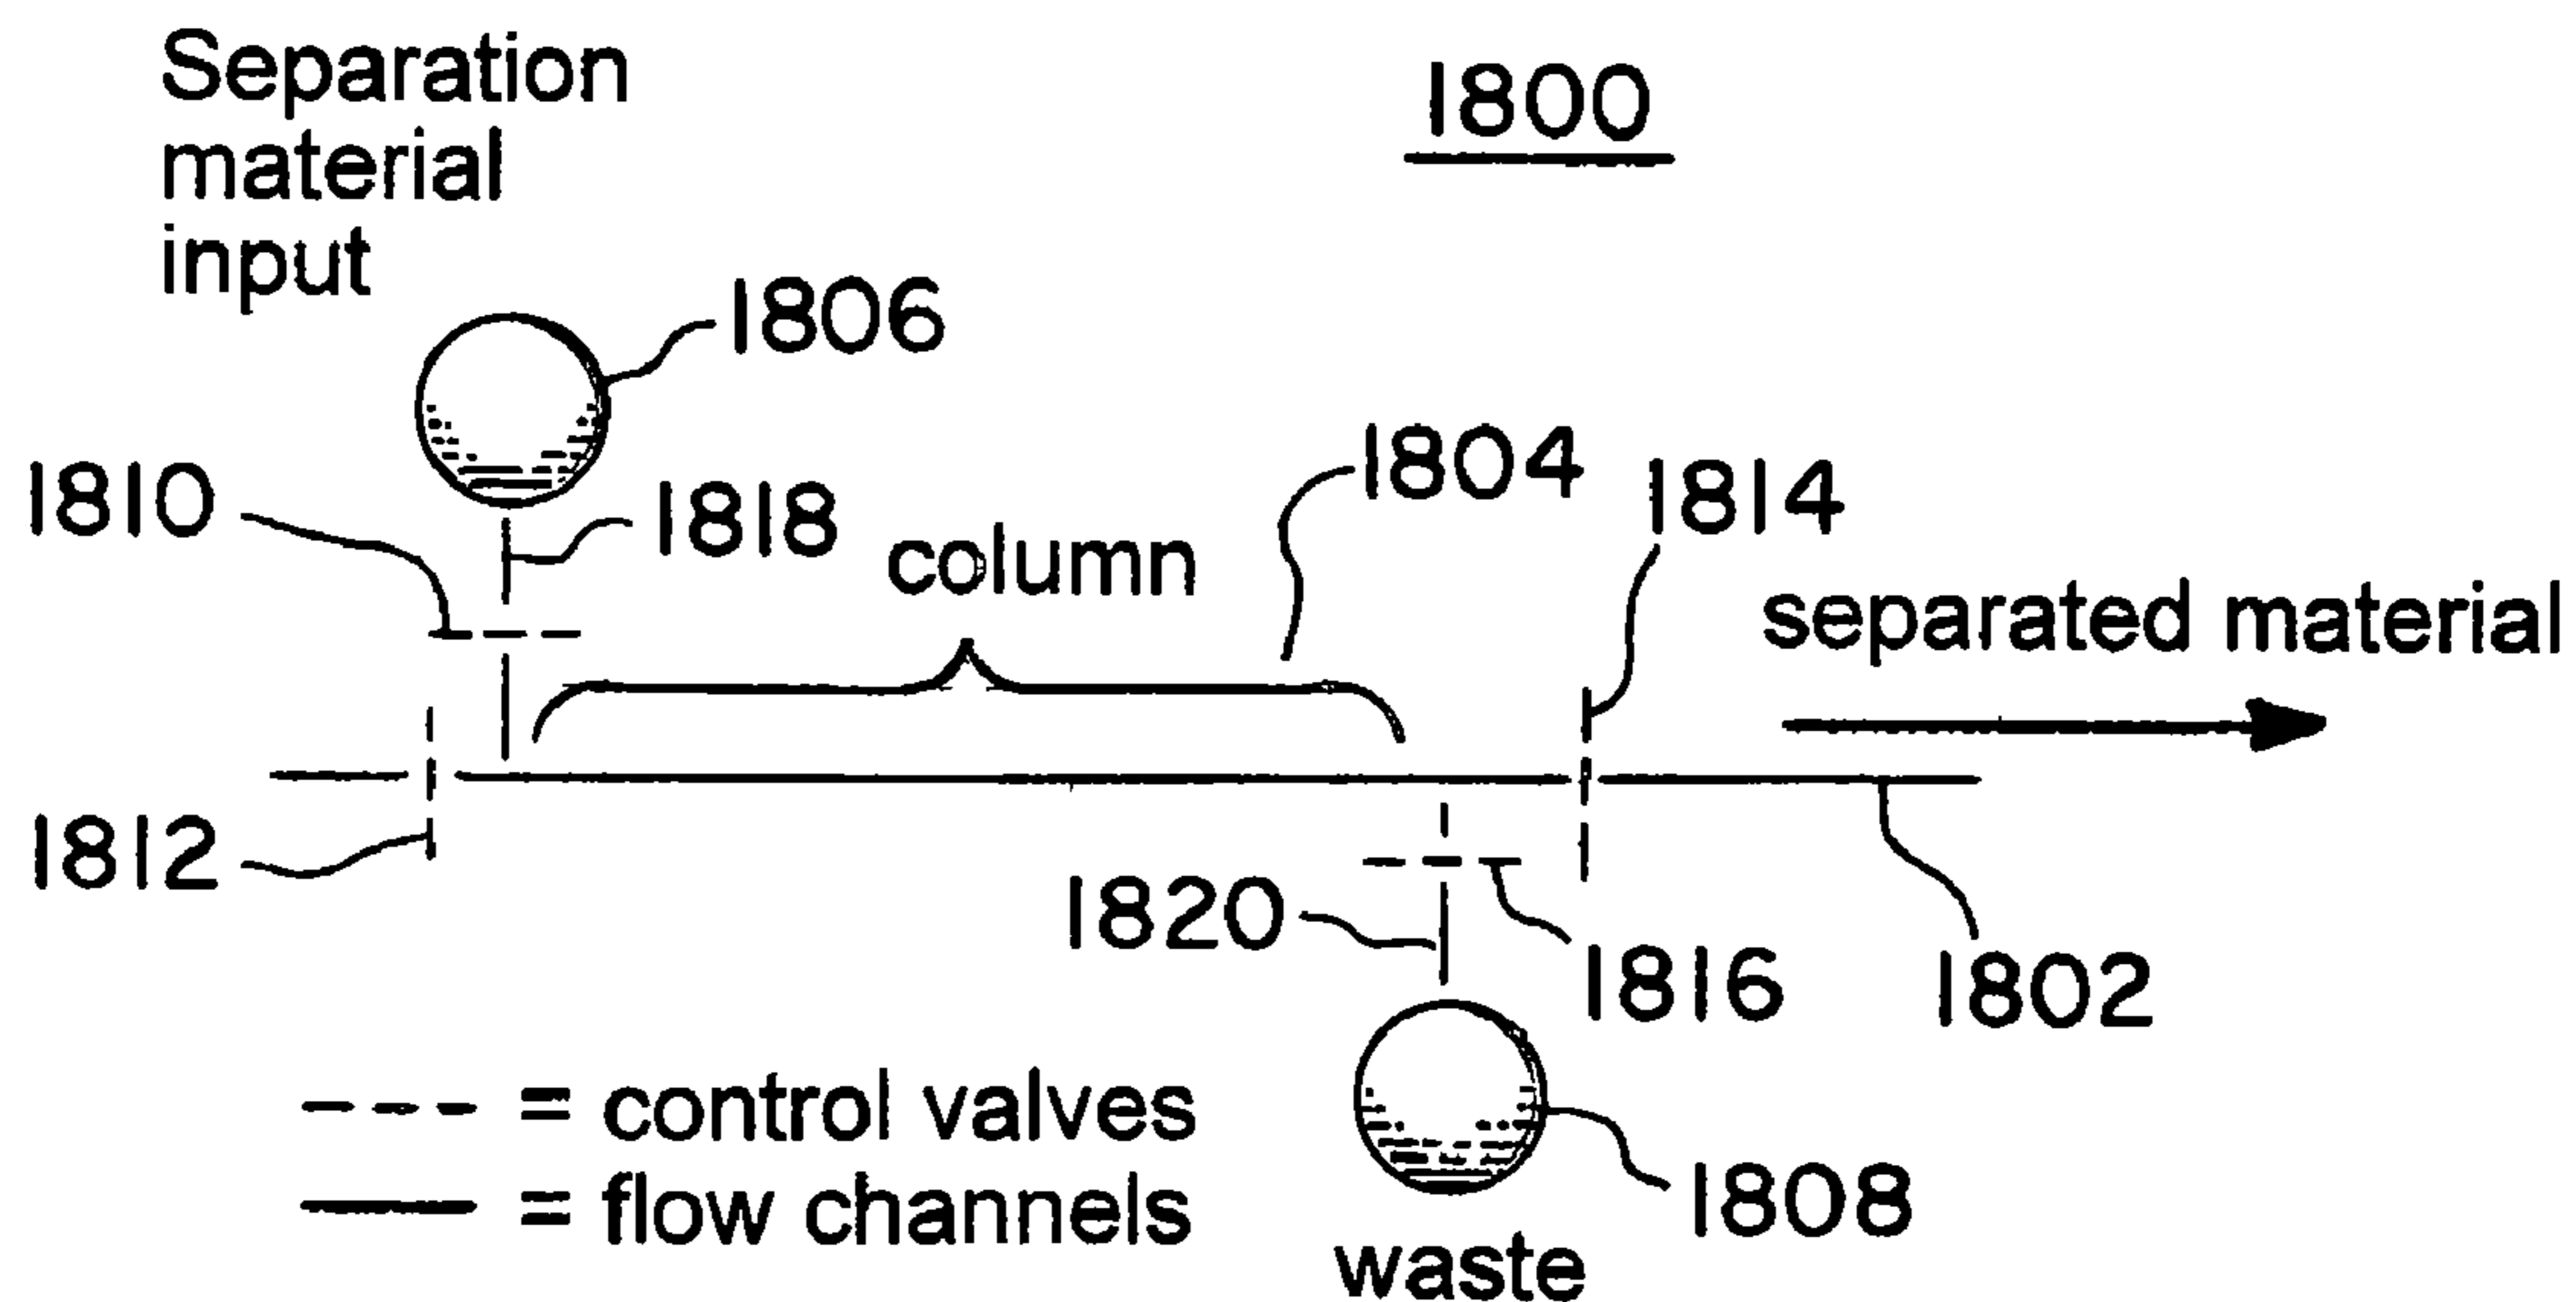 Separation
material
input
1800
1806
1810
1818
column
1804
1814
separated material
1812
1820
1816
1802
--- = control valves
— = flow channels
1808
waste